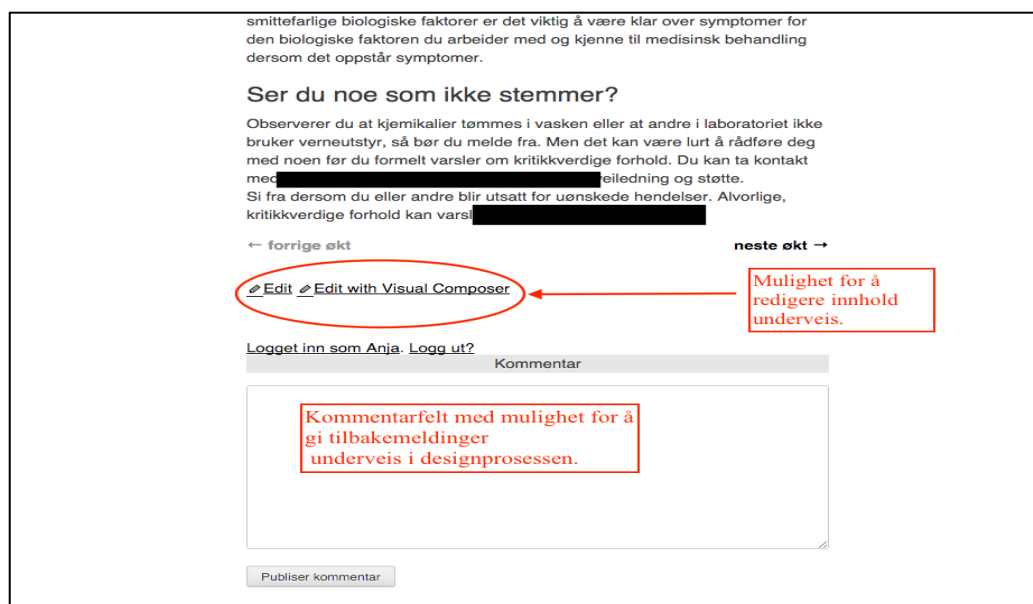 smittefarlige biologiske faktorer er det viktig å være klar over symptomer for
den biologiske faktoren du arbeider med og kjenne til medisinsk behandling
dersom det oppstår symptomer.
Ser du noe som ikke stemmer?
Observerer du at kjemikalier tømmes i vasken eller at andre i laboratoriet ikke
bruker verneutstyr, så bør du melde fra. Men det kan være lurt å rådføre deg
med noen før du formelt varsler om kritikkverdige forhold. Du kan ta kontakt
med eiledning og støtte.
Si fra dersom du eller andre blir utsatt for uønskede hendelser. Alvorlige,
kritikkverdige forhold kan varsl
← forrige økt neste økt →
Edit Edit with Visual Composer
Mulighet for å
redigere innhold
underveis.
Logget inn som Anja. Logg ut?
Kommentar
Kommentarfelt med mulighet for å
gi tilbakemeldinger
underveis i designprosessen.
Publiser kommentar